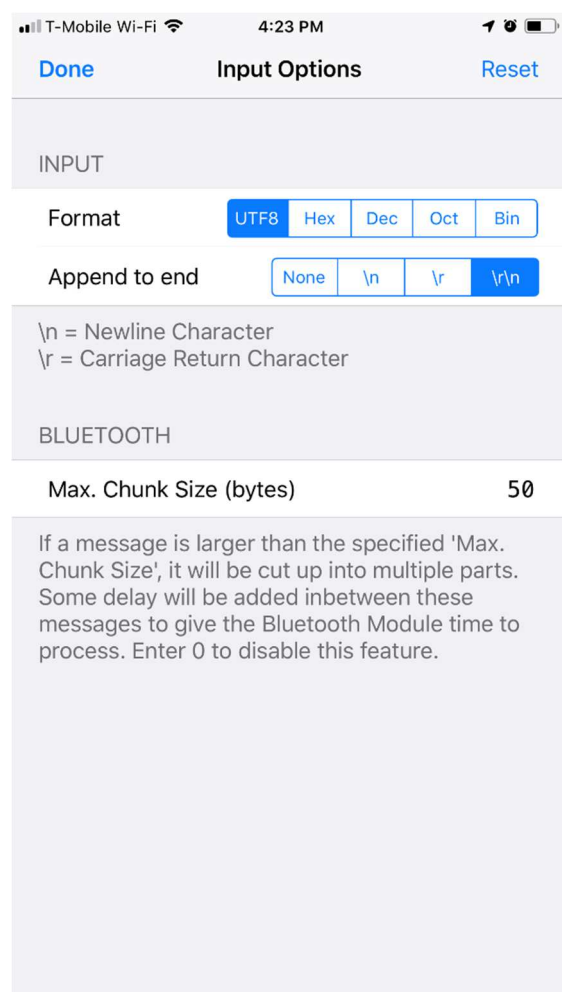 T-Mobile Wi-Fi 4:23 PM
Done Input Options Reset
INPUT
Format UTF8 Hex Dec Oct Bin
Append to end None \n \r \r\n
\n = Newline Character
\r = Carriage Return Character
BLUETOOTH
Max. Chunk Size (bytes) 50
If a message is larger than the specified 'Max.
Chunk Size', it will be cut up into multiple parts.
Some delay will be added inbetween these
messages to give the Bluetooth Module time to
process. Enter 0 to disable this feature.